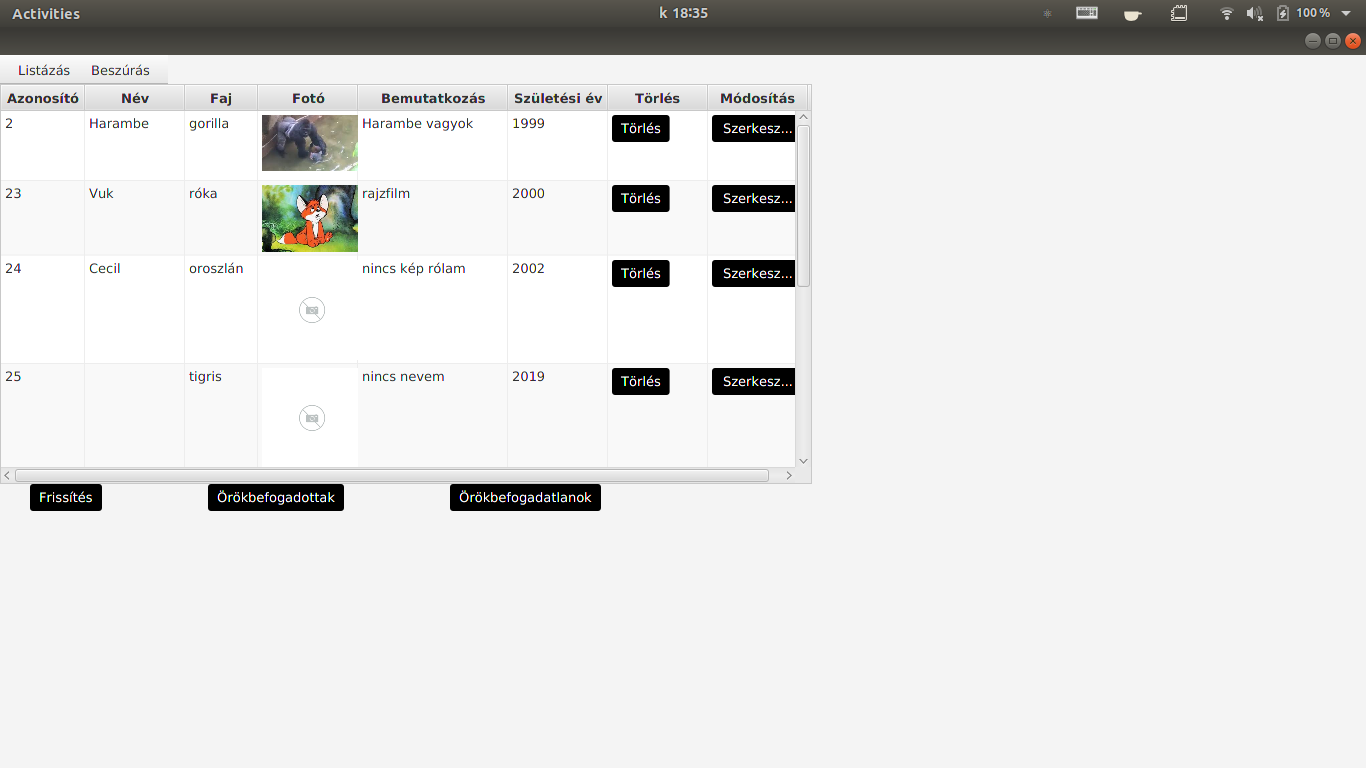 Activities k 18:35 100 %
Listázás Beszúrás
Azonosító Név Faj Fotó Bemutatkozás Születési év Törlés Módosítás
2 Harambe gorilla Harambe vagyok 1999 Törlés Szerkesz...
23 Vuk róka rajzfilm 2000 Törlés Szerkesz...
24 Cecil oroszlán nincs kép rólam 2002 Törlés Szerkesz...
25 tigris nincs nevem 2019 Törlés Szerkesz...
Frissítés Örökbefogadottak Örökbefogadatlanok